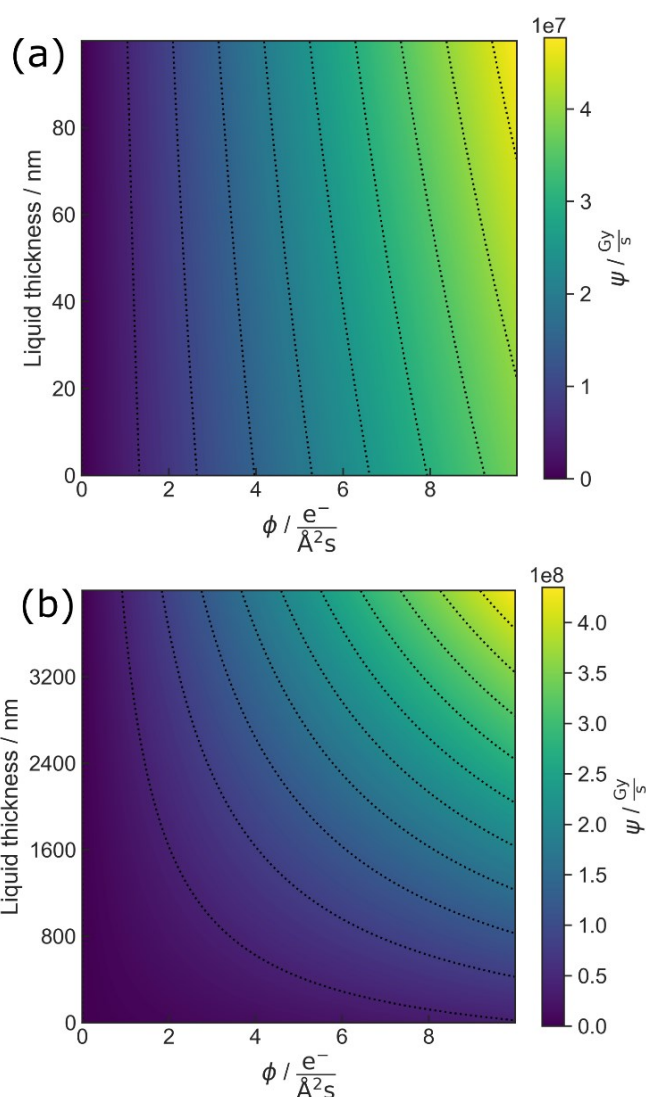 (a)
1e7
Liquid thickness / nm
80
60
40
20
0
0 2 4 6 8
ϕ / e⁻/Å²s
4
3
2
1
0
ψ / Gy/s
(b)
1e8
Liquid thickness / nm
3200
2400
1600
800
0
0 2 4 6 8
ϕ / e⁻/Å²s
4.0
3.5
3.0
2.5
2.0
1.5
1.0
0.5
0.0
ψ / Gy/s